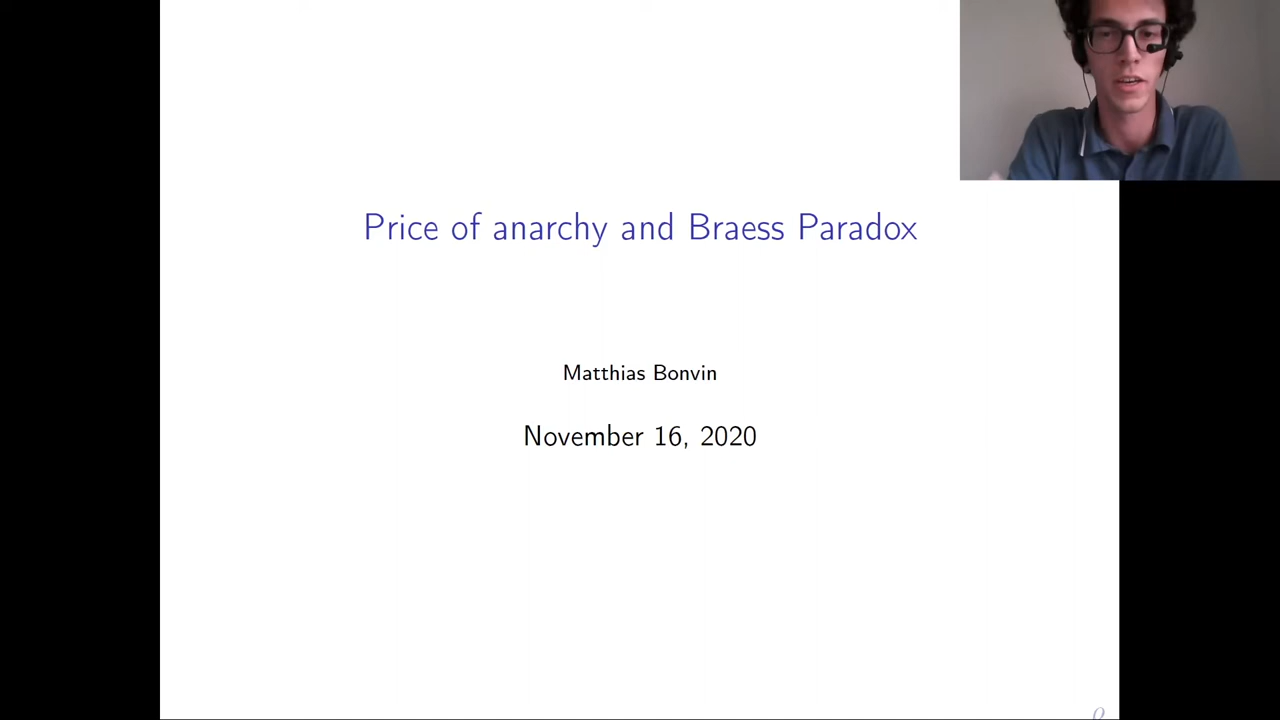 Price of anarchy and Braess Paradox
Matthias Bonvin
November 16, 2020